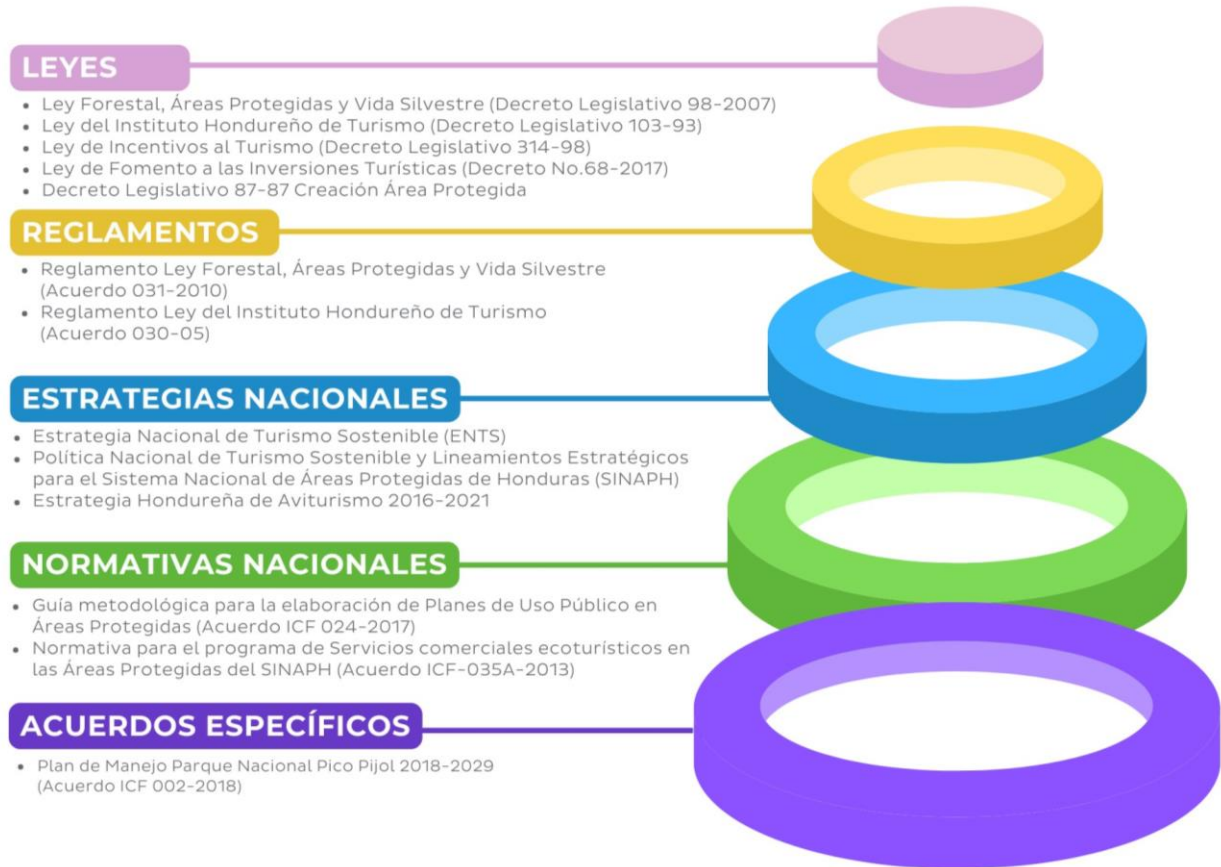 LEYES
• Ley Forestal, Áreas Protegidas y Vida Silvestre (Decreto Legislativo 98-2007)
• Ley del Instituto Hondureño de Turismo (Decreto Legislativo 103-93)
• Ley de Incentivos al Turismo (Decreto Legislativo 314-98)
• Ley de Fomento a las Inversiones Turísticas (Decreto No.68-2017)
• Decreto Legislativo 87-87 Creación Área Protegida
REGLAMENTOS
• Reglamento Ley Forestal, Áreas Protegidas y Vida Silvestre
(Acuerdo 031-2010)
• Reglamento Ley del Instituto Hondureño de Turismo
(Acuerdo 030-05)
ESTRATEGIAS NACIONALES
• Estrategia Nacional de Turismo Sostenible (ENTS)
• Política Nacional de Turismo Sostenible y Lineamientos Estratégicos
para el Sistema Nacional de Áreas Protegidas de Honduras (SINAPH)
• Estrategia Hondureña de Aviturismo 2016-2021
NORMATIVAS NACIONALES
• Guía metodológica para la elaboración de Planes de Uso Público en
Áreas Protegidas (Acuerdo ICF 024-2017)
• Normativa para el programa de Servicios comerciales ecoturísticos en
las Áreas Protegidas del SINAPH (Acuerdo ICF-035A-2013)
ACUERDOS ESPECÍFICOS
• Plan de Manejo Parque Nacional Pico Pijol 2018-2029
(Acuerdo ICF 002-2018)